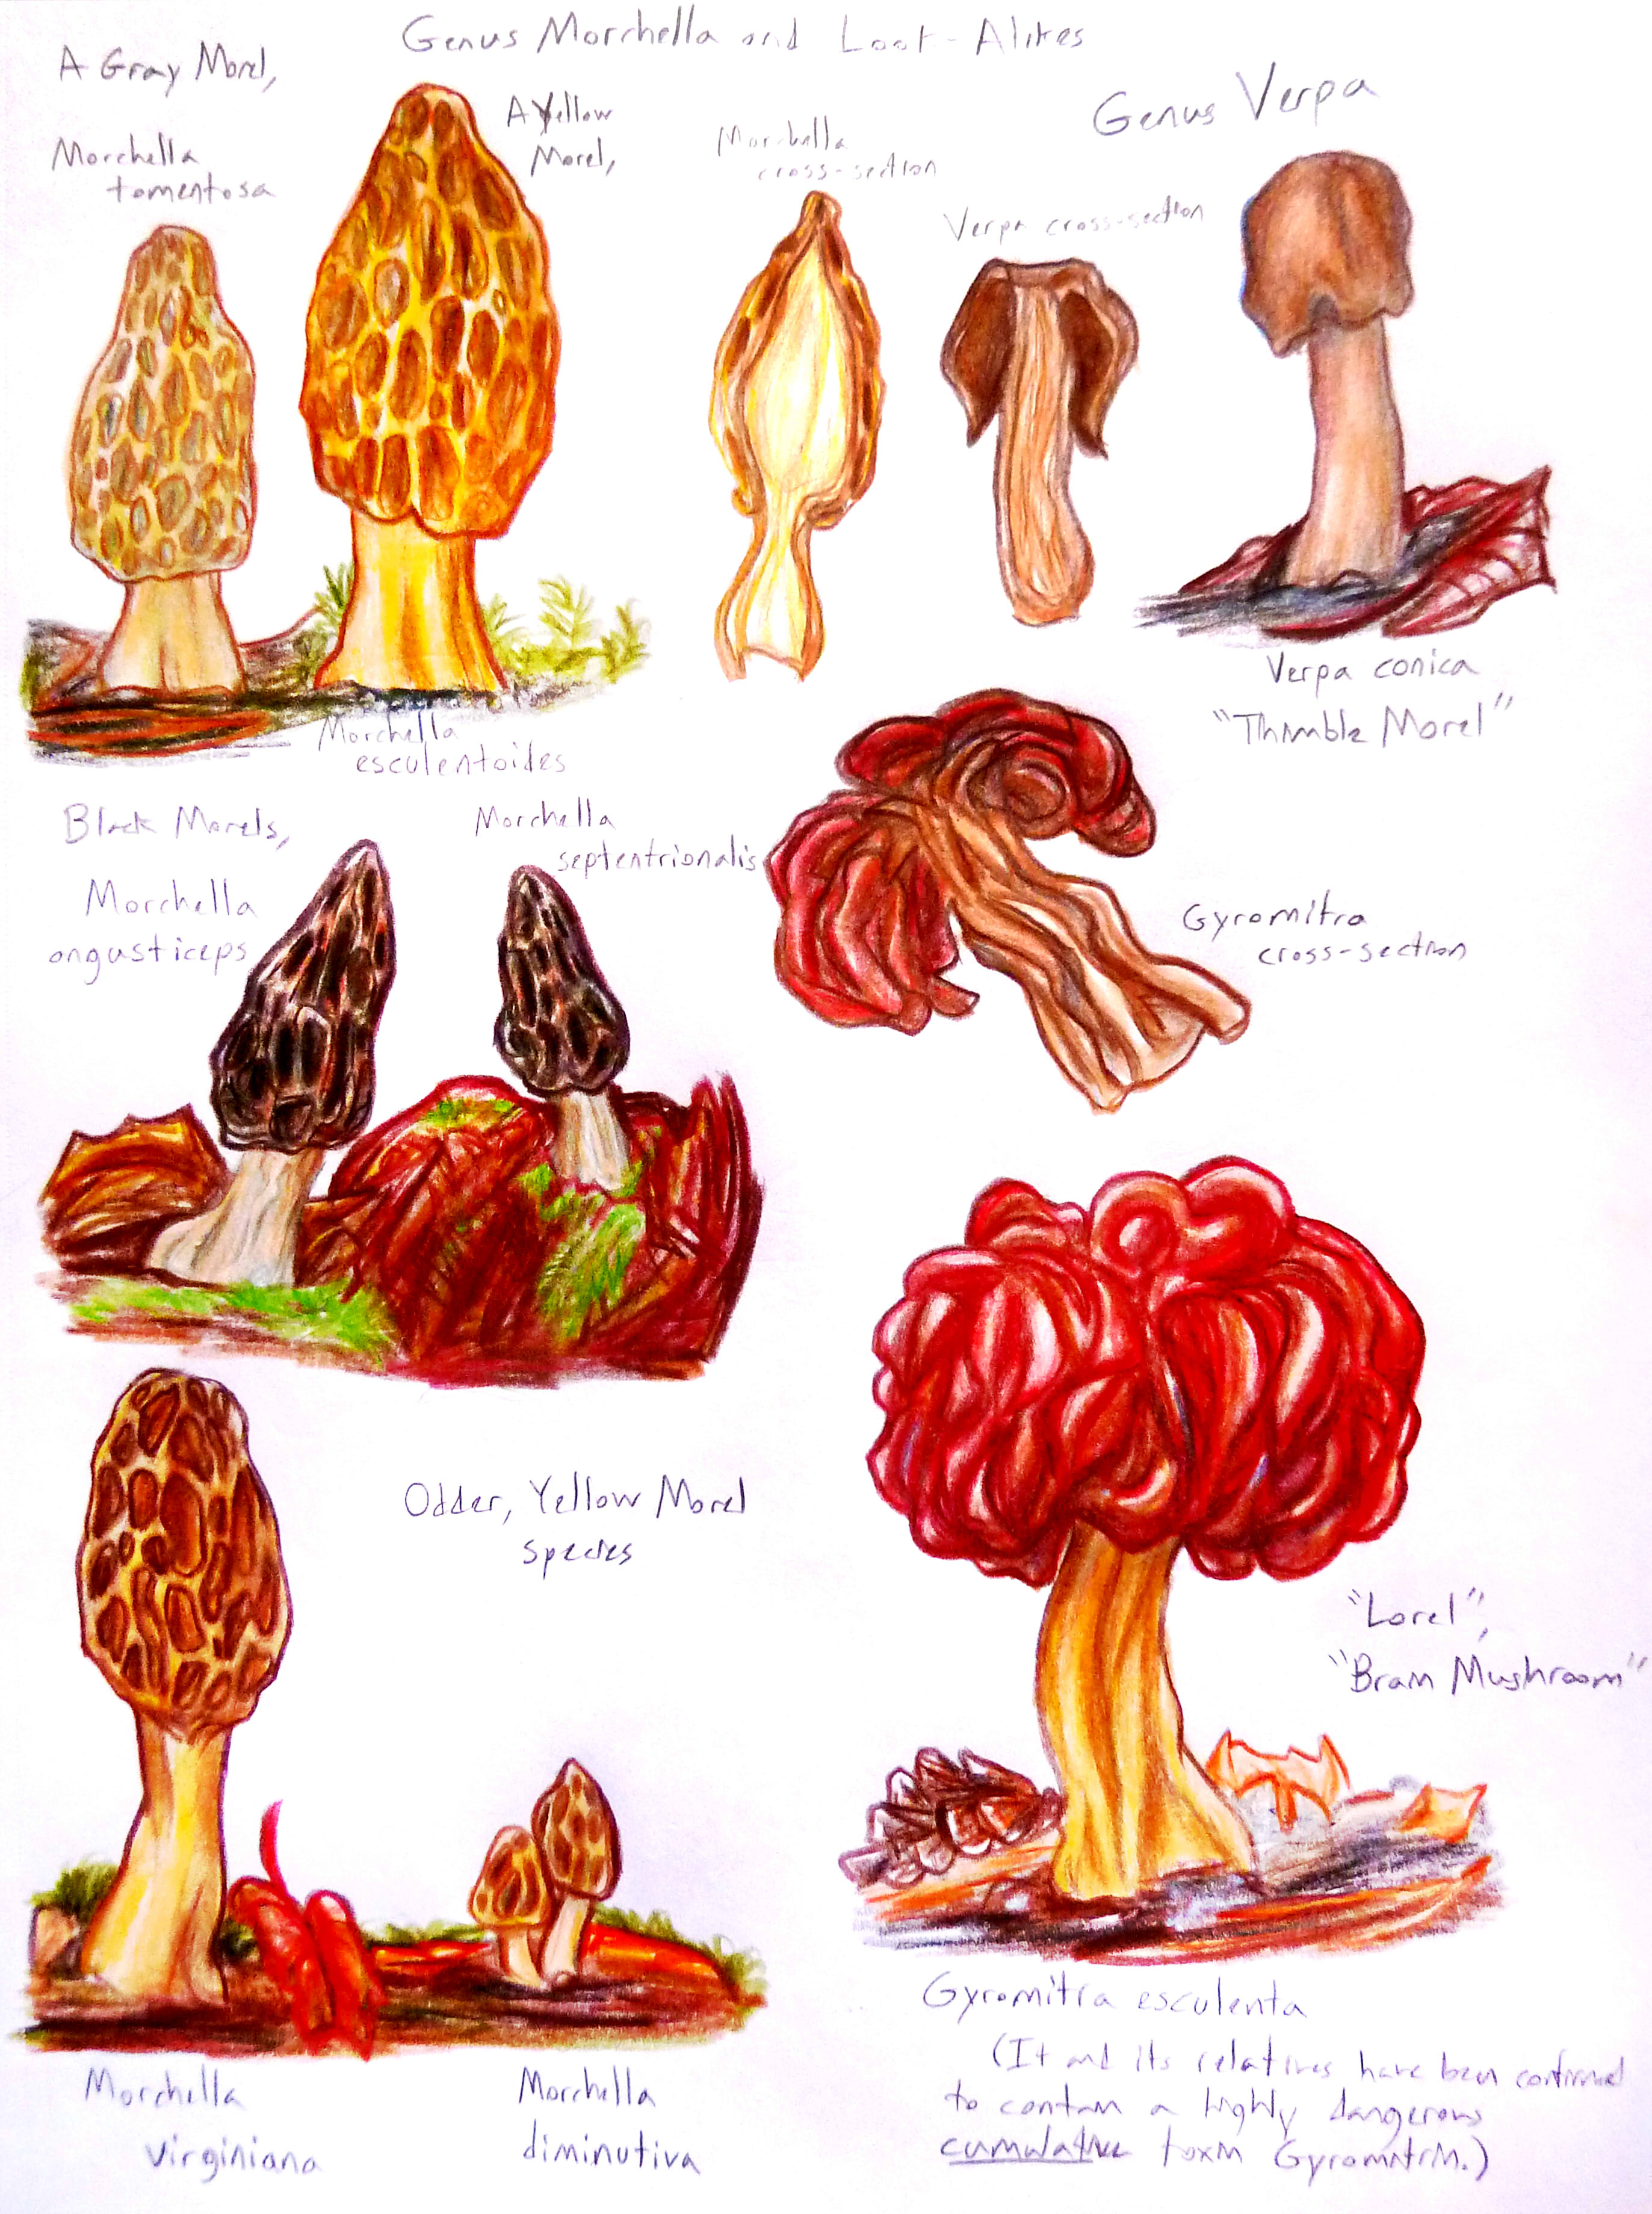 Genus Morchella and Look-Alikes
A Gray Morel,
Morchella
tomentosa
A Yellow
Morel,
Morchella
esculentoides
Morchella
cross-section
Genus Verpa
Verpa cross-section
Verpa conica
"Thimble Morel"
Black Morels,
Morchella
angusticeps
Morchella
septentrionalis
Gyromitra
cross-section
Odder, Yellow Morel
species
Morchella
virginiana
Morchella
diminutiva
"Lorel",
"Brain Mushroom"
Gyromitra esculenta
(It and its relatives have been confirmed
to contain a highly dangerous
cumulative toxin Gyromitrin.)